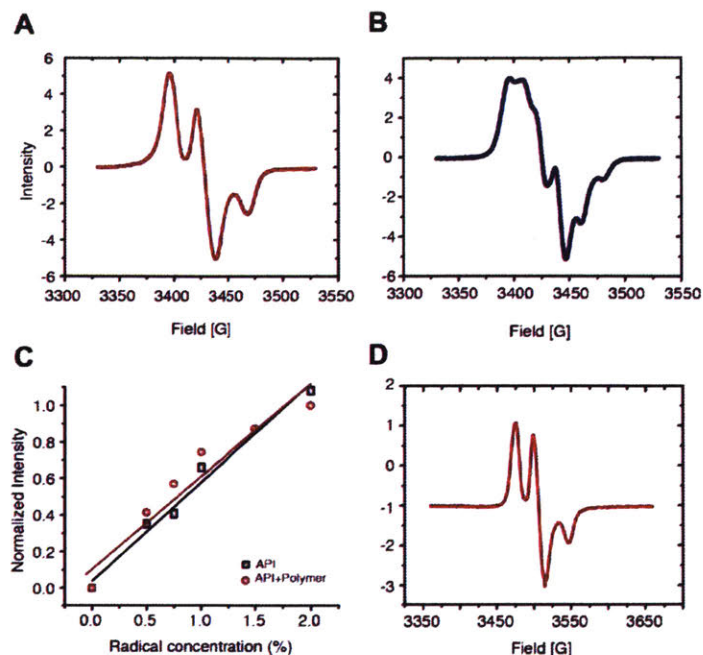 A
Intensity
6
4
2
0
-2
-4
-6
3300 3350 3400 3450 3500 3550
Field [G]
B
4
2
0
-2
-4
-6
3300 3350 3400 3450 3500 3550
Field [G]
C
Normalized Intensity
1.0
0.8
0.6
0.4
0.2
0.0
API
API+Polymer
0.0 0.5 1.0 1.5 2.0
Radical concentration (%)
D
2
1
0
-1
-2
-3
3350 3450 3550 3650
Field [G]